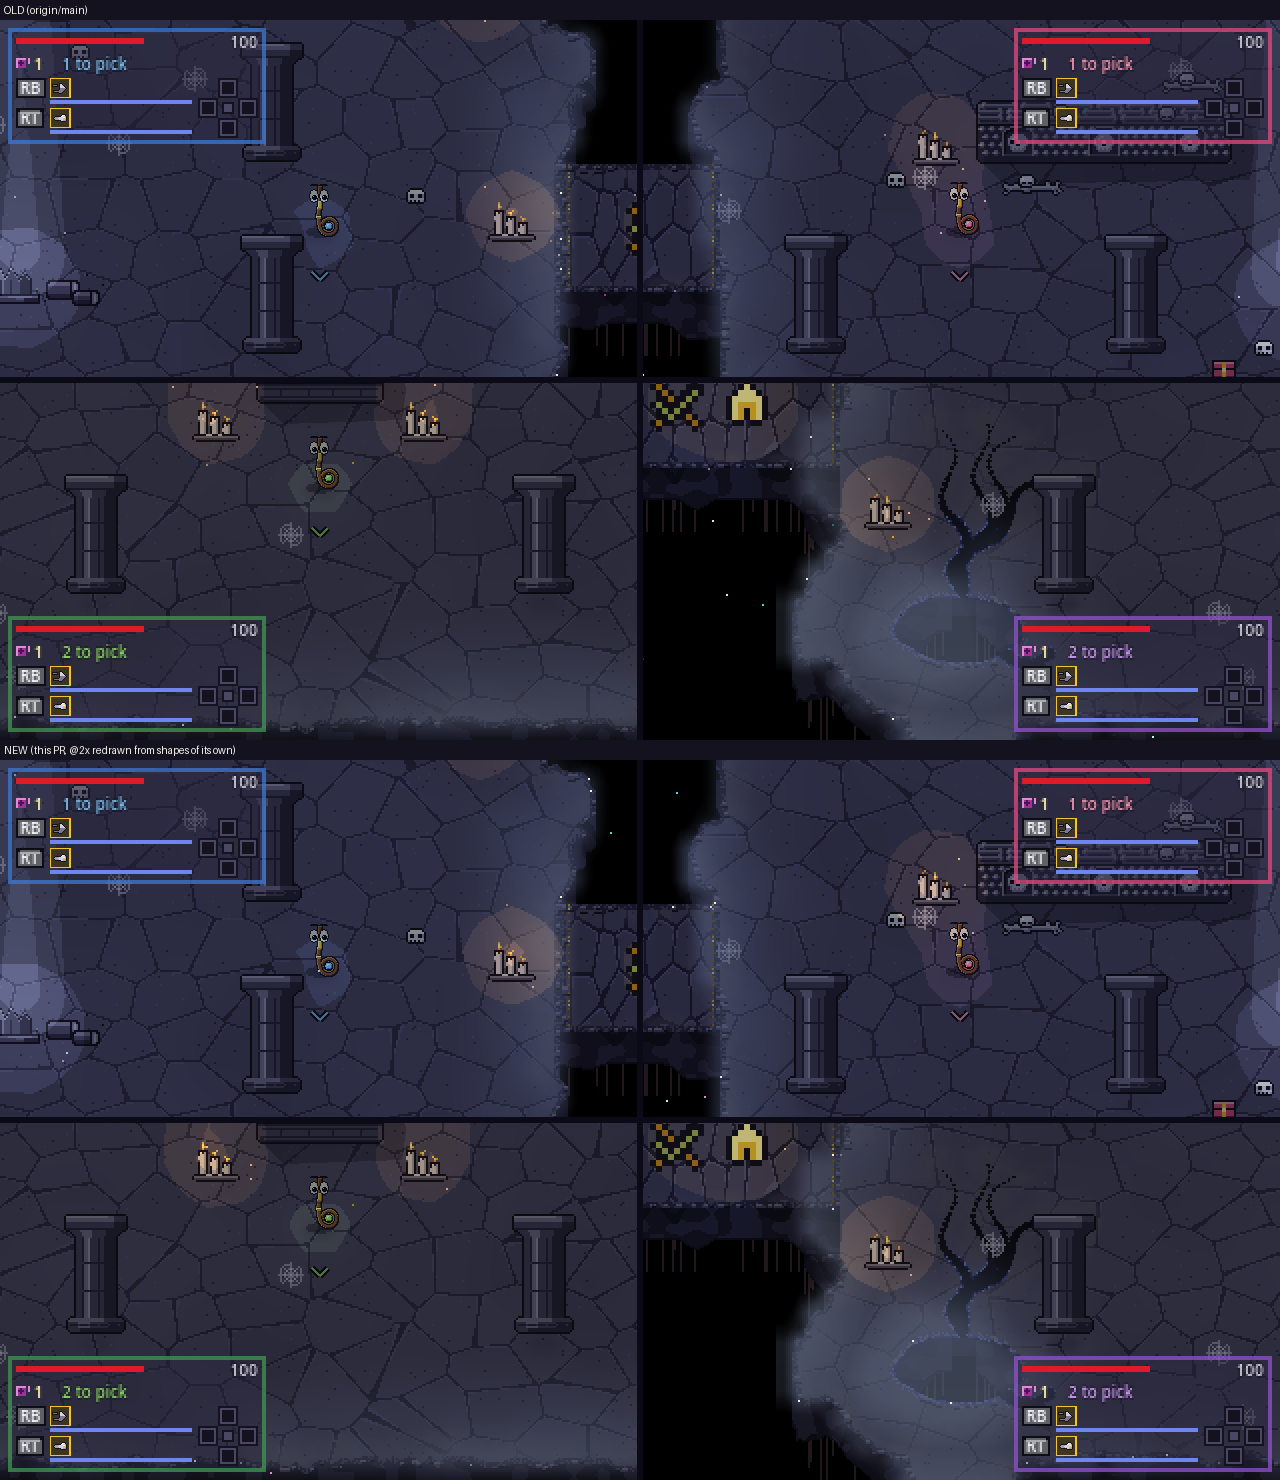 OLD (origin/main)
100
1 1 to pick
RB
RT
100
1 1 to pick
RB
RT
100
1 2 to pick
RB
RT
100
1 2 to pick
RB
RT
NEW (this PR, @2x redrawn from shapes of its own)
100
1 1 to pick
RB
RT
100
1 1 to pick
RB
RT
100
1 2 to pick
RB
RT
100
1 2 to pick
RB
RT